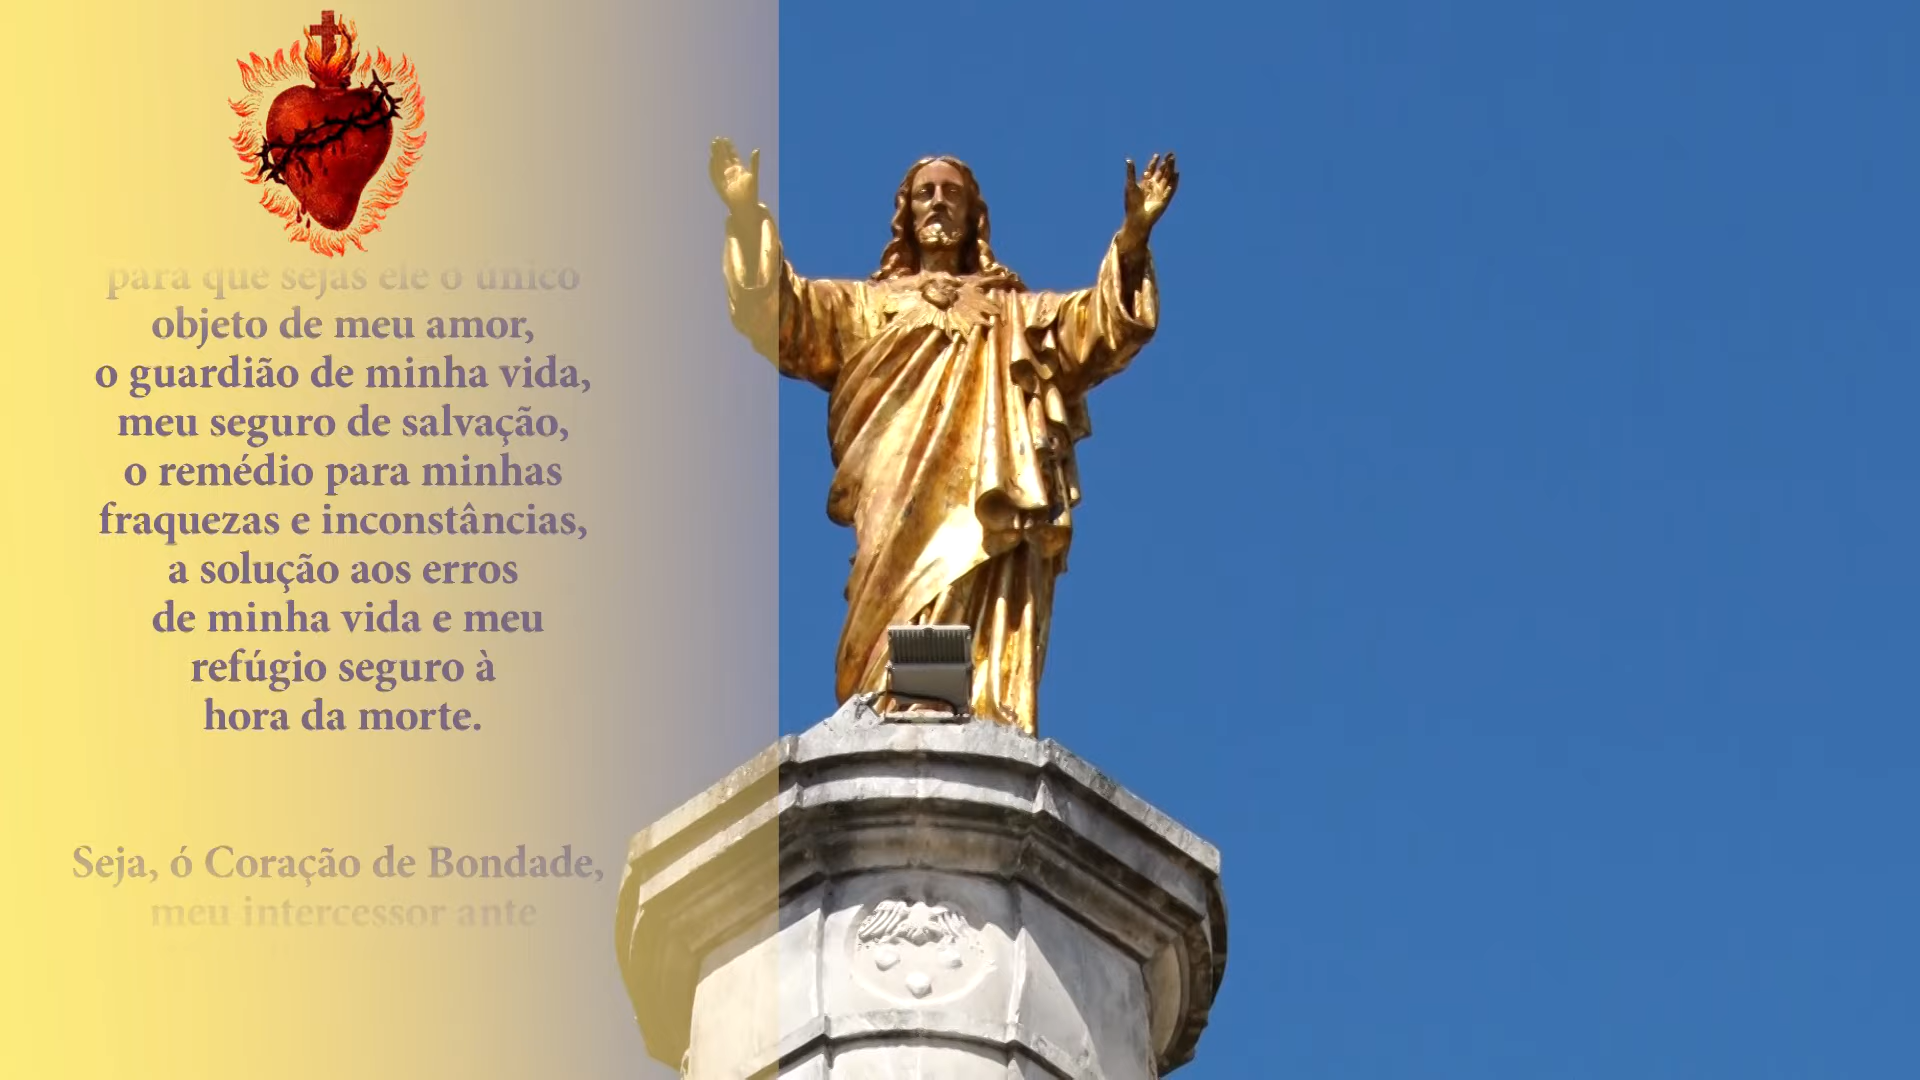 para que sejas ele o único
objeto de meu amor,
o guardião de minha vida,
meu seguro de salvação,
o remédio para minhas
fraquezas e inconstâncias,
a solução aos erros
de minha vida e meu
refúgio seguro à
hora da morte.
Seja, ó Coração de Bondade,
meu intercessor ante